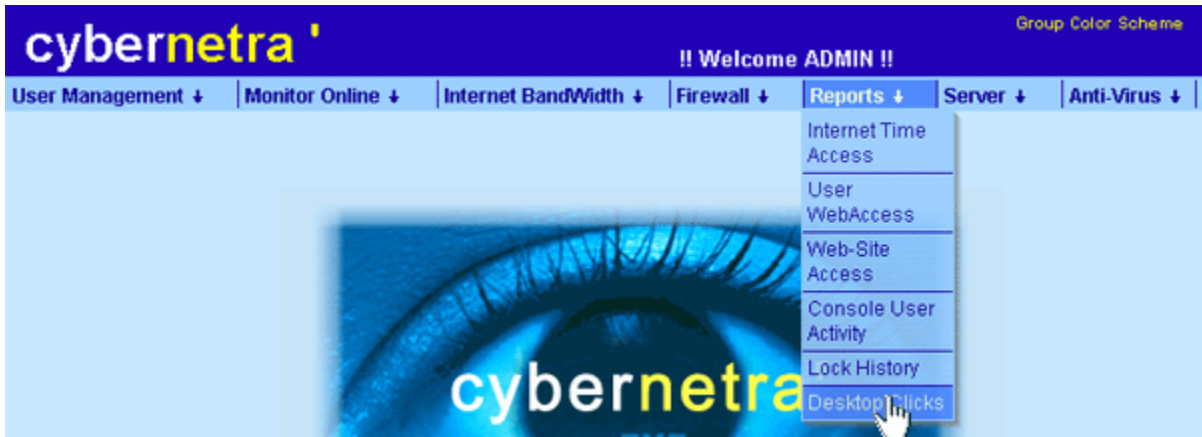 cybernetra '
Group Color Scheme
!! Welcome ADMIN !!
User Management ↓ Monitor Online ↓ Internet BandWidth ↓ Firewall ↓ Reports ↓ Server ↓ Anti-Virus ↓
Internet Time
Access
User
WebAccess
Web-Site
Access
Console User
Activity
Lock History
Desktop Clicks
cybernetra